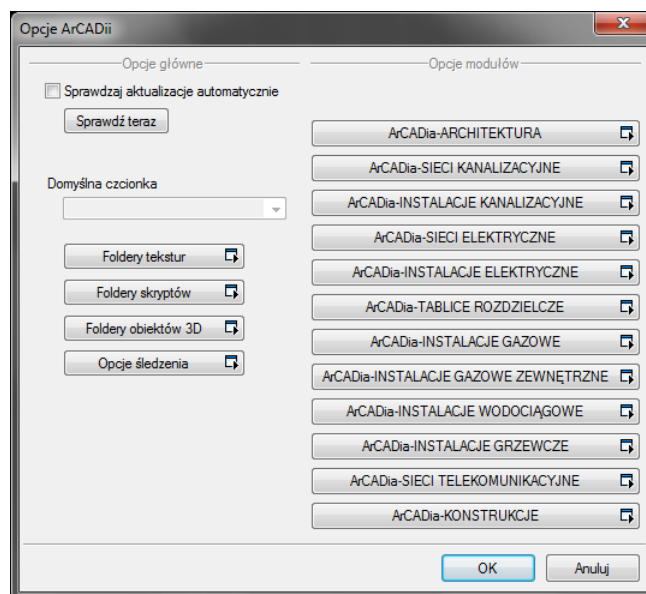 Opcje ArCADii
Opcje główne
Sprawdzaj aktualizacje automatycznie
Sprawdź teraz
Domyślna czcionka
Foldery tekstur
Foldery skryptów
Foldery obiektów 3D
Opcje śledzenia
Opcje modułów
ArCADia-ARCHITEKTURA
ArCADia-SIECI KANALIZACYJNE
ArCADia-INSTALACJE KANALIZACYJNE
ArCADia-SIECI ELEKTRYCZNE
ArCADia-INSTALACJE ELEKTRYCZNE
ArCADia-TABLICE ROZDZIELCZE
ArCADia-INSTALACJE GAZOWE
ArCADia-INSTALACJE GAZOWE ZEWNĘTRZNE
ArCADia-INSTALACJE WODOCIĄGOWE
ArCADia-INSTALACJE GRZEWCZE
ArCADia-SIECI TELEKOMUNIKACYJNE
ArCADia-KONSTRUKCJE
OK
Anuluj